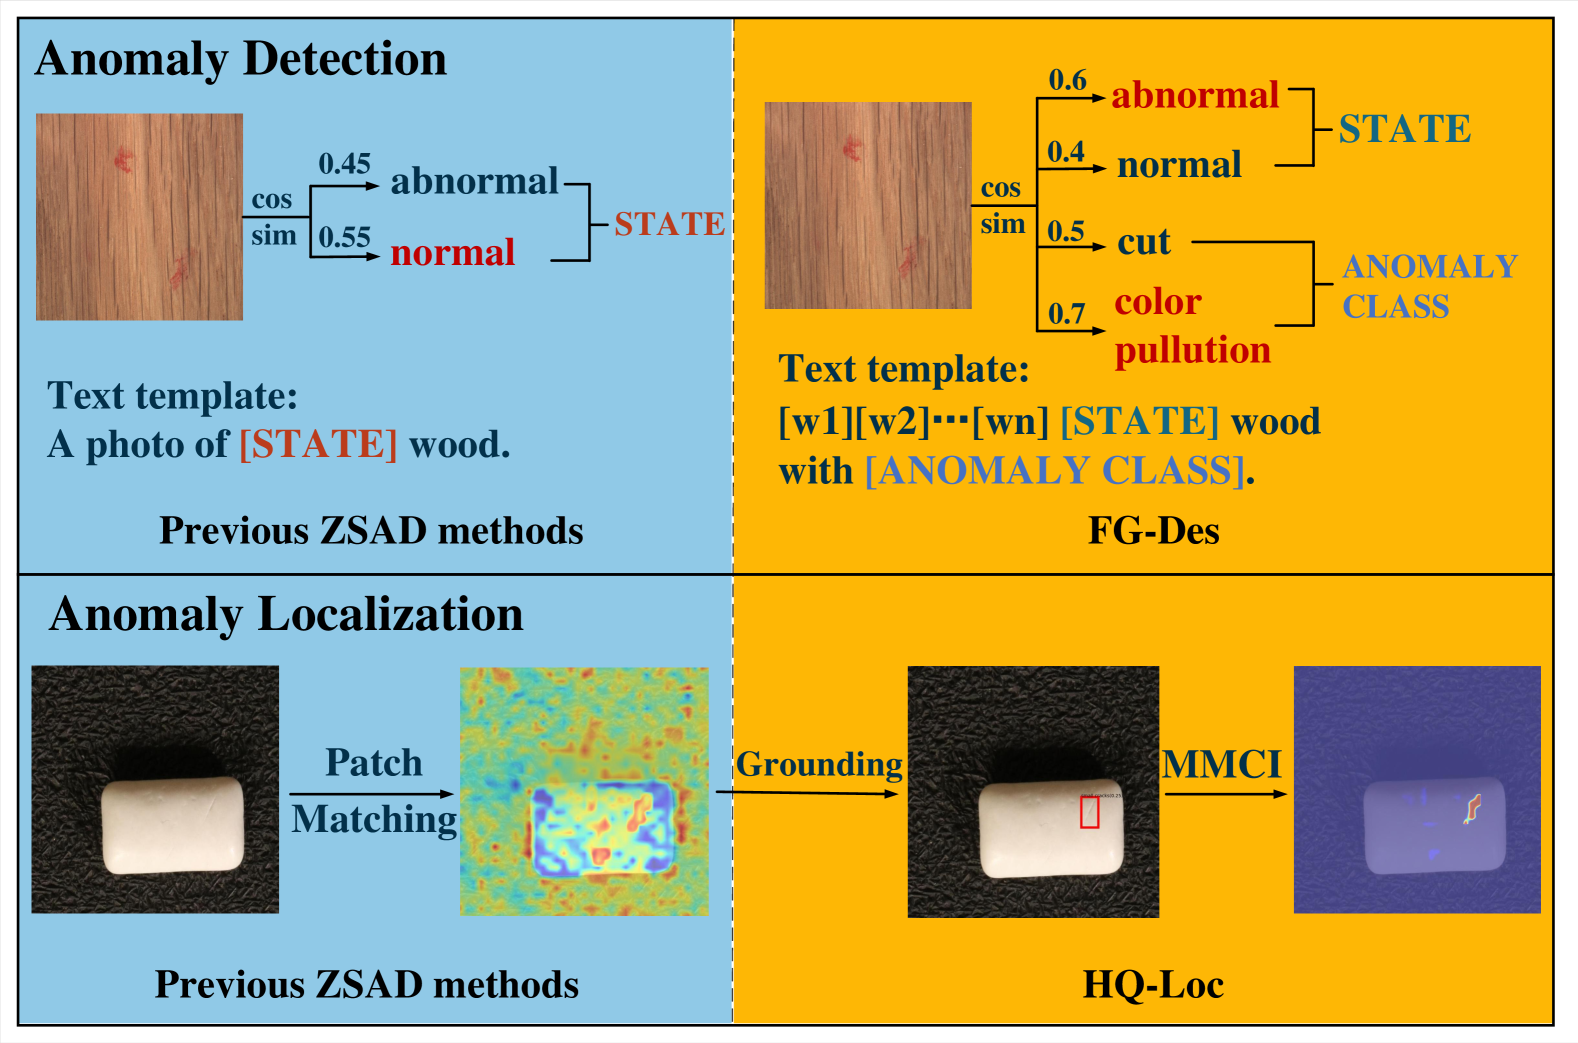 Anomaly Detection
cos
sim
0.45
abnormal
0.55
normal
STATE
Text template:
A photo of [STATE] wood.
Previous ZSAD methods
cos
sim
0.6
abnormal
0.4
normal
STATE
0.5
cut
0.7
color
pullution
ANOMALY
CLASS
Text template:
[w1][w2]···[wn] [STATE] wood
with [ANOMALY CLASS].
FG-Des
Anomaly Localization
Patch
Matching
Previous ZSAD methods
Grounding
MMCI
HQ-Loc